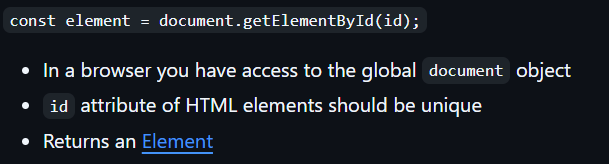 const element = document.getElementById(id);
• In a browser you have access to the global document object
• id attribute of HTML elements should be unique
• Returns an Element